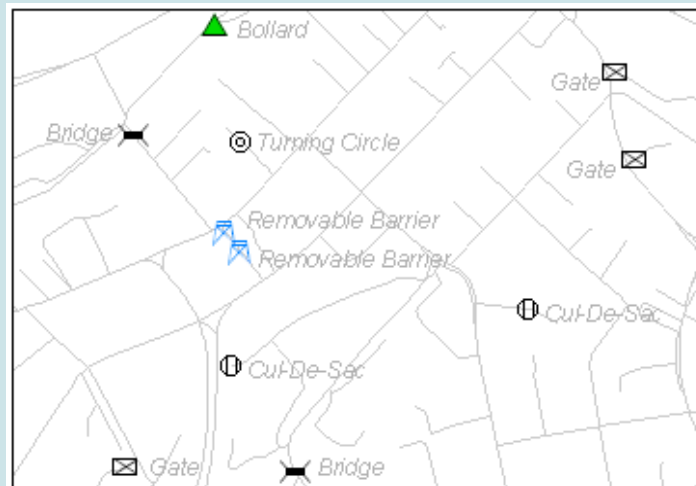 Bollard
Gate
Bridge
Turning Circle
Gate
Removable Barrier
Removable Barrier
Cul-De-Sac
Cul-De-Sac
Gate
Bridge